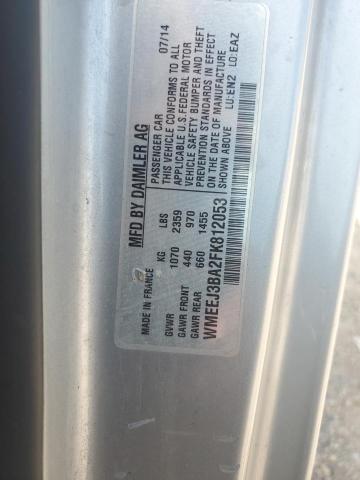 MFD BY DAIMLER AG
PASSENGER CAR 07/14
THIS VEHICLE CONFORMS TO ALL
APPLICABLE U.S. FEDERAL MOTOR
VEHICLE SAFETY BUMPER AND THEFT
PREVENTION STANDARDS IN EFFECT
ON THE DATE OF MANUFACTURE
SHOWN ABOVE LU:EN2 LO:EAZ
MADE IN FRANCE KG LBS
GVWR 1070 2359
GAWR FRONT 440 970
GAWR REAR 660 1455
WMEEJ3BA2FK812053